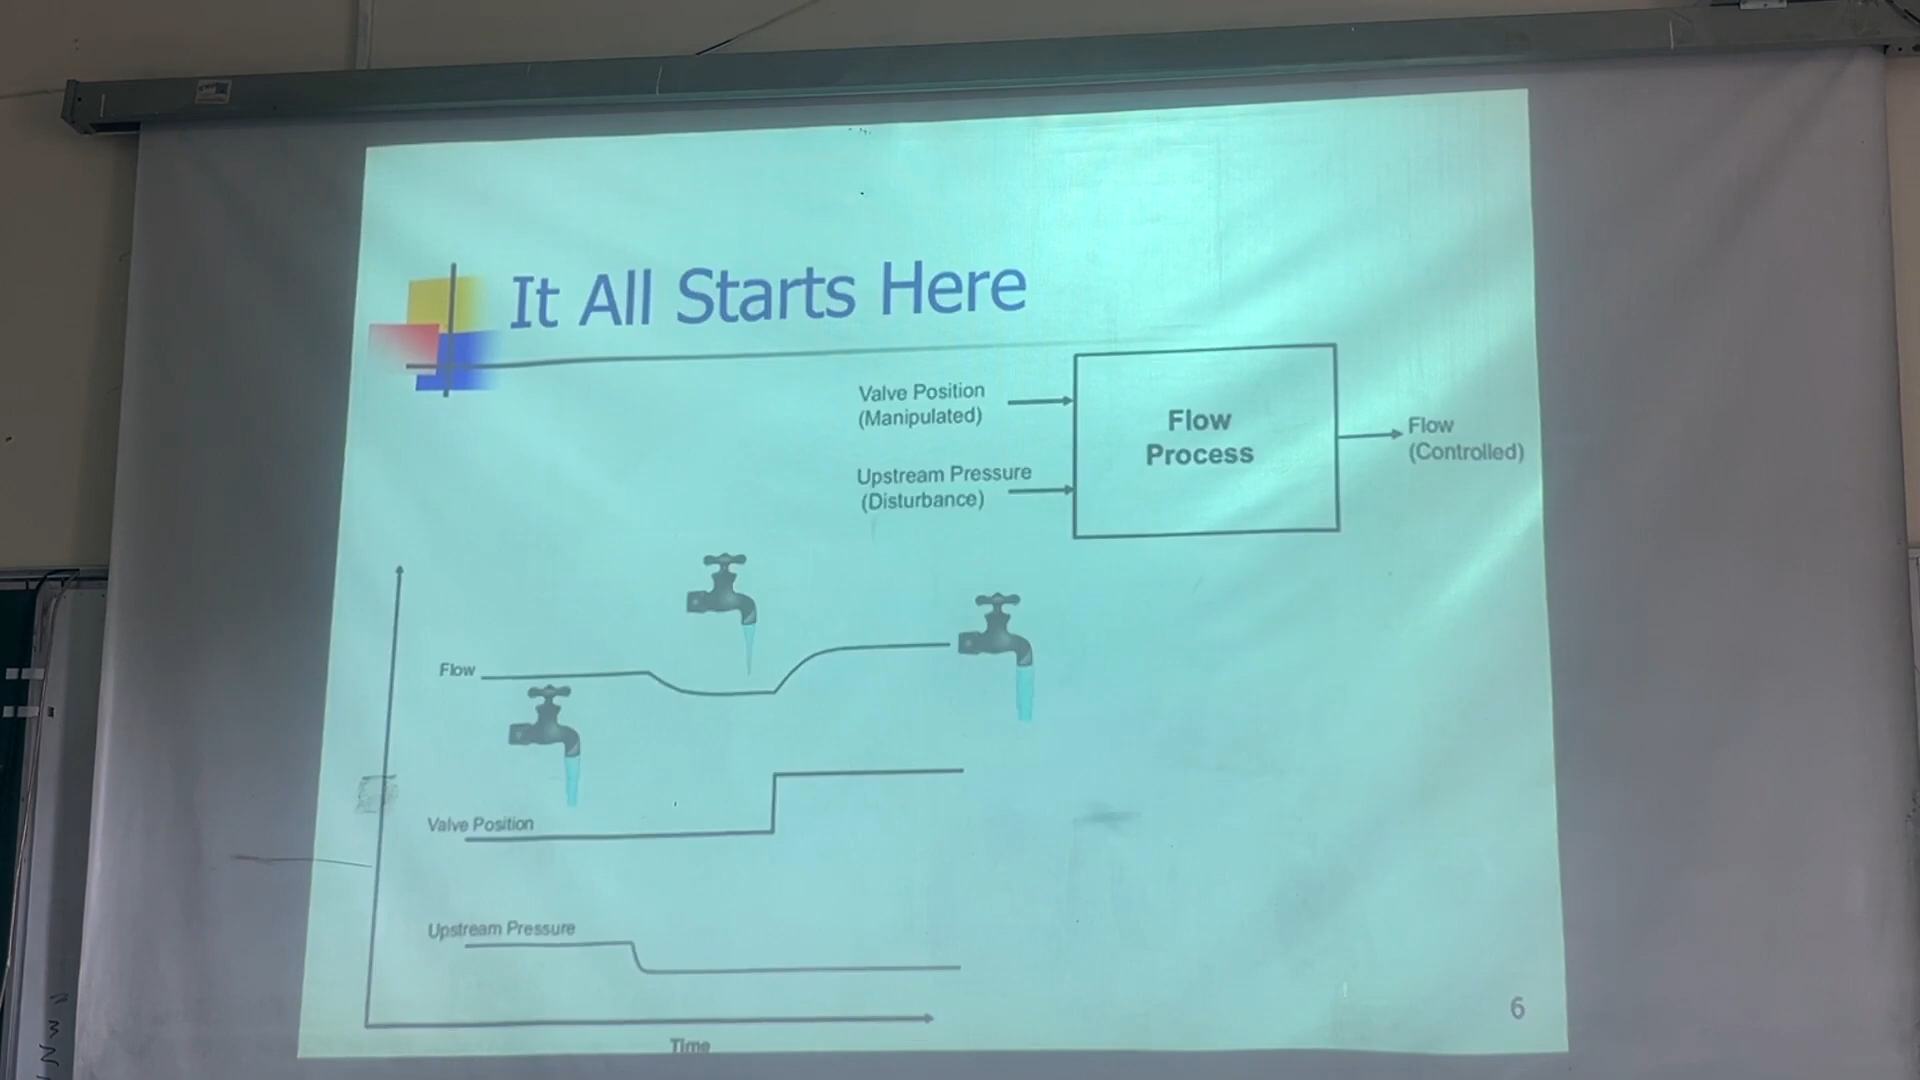 It All Starts Here
Valve Position
(Manipulated)
Upstream Pressure
(Disturbance)
Flow
Process
Flow
(Controlled)
Flow
Valve Position
Upstream Pressure
Time
6